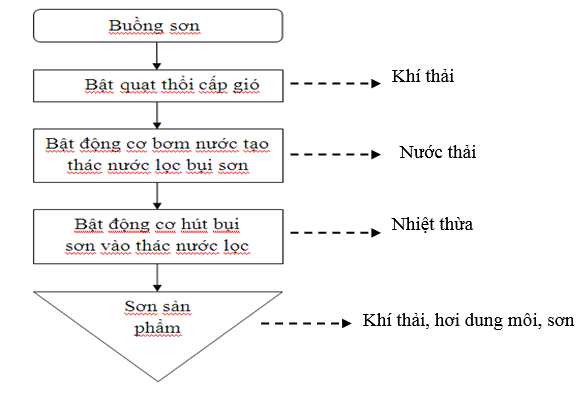 Buồng sơn
Bật quạt thổi cấp gió
Khí thải
Bật động cơ bơm nước tạo
thác nước lọc bụi sơn
Nước thải
Bật động cơ hút bụi
sơn vào thác nước lọc
Nhiệt thừa
Sơn sản
phẩm
Khí thải, hơi dung môi, sơn